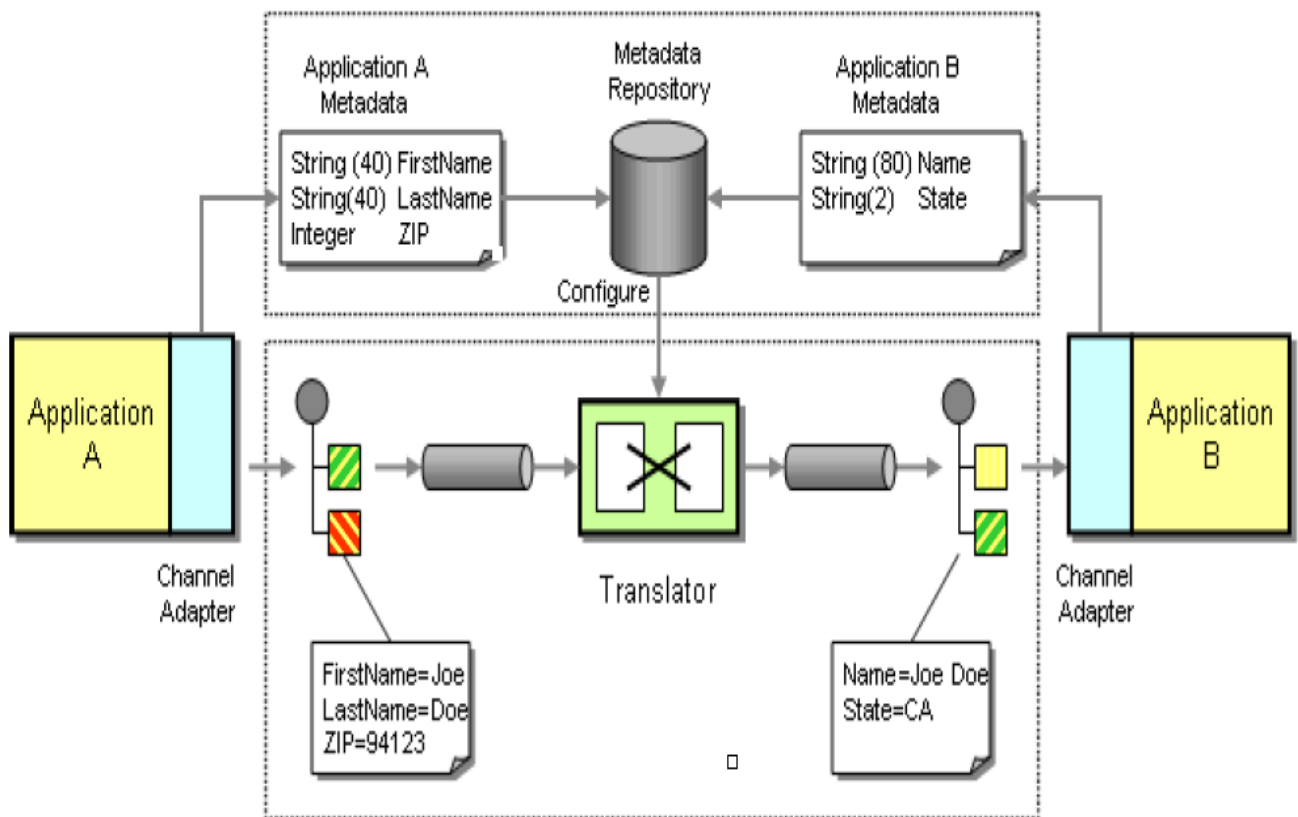 Application A
Metadata
Metadata
Repository
Application B
Metadata
String (40) FirstName
String(40) LastName
Integer ZIP
String (80) Name
String(2) State
Configure
Application
A
Application
B
Channel
Adapter
Translator
Channel
Adapter
FirstName=Joe
LastName=Doe
ZIP=94123
Name=Joe Doe
State=CA